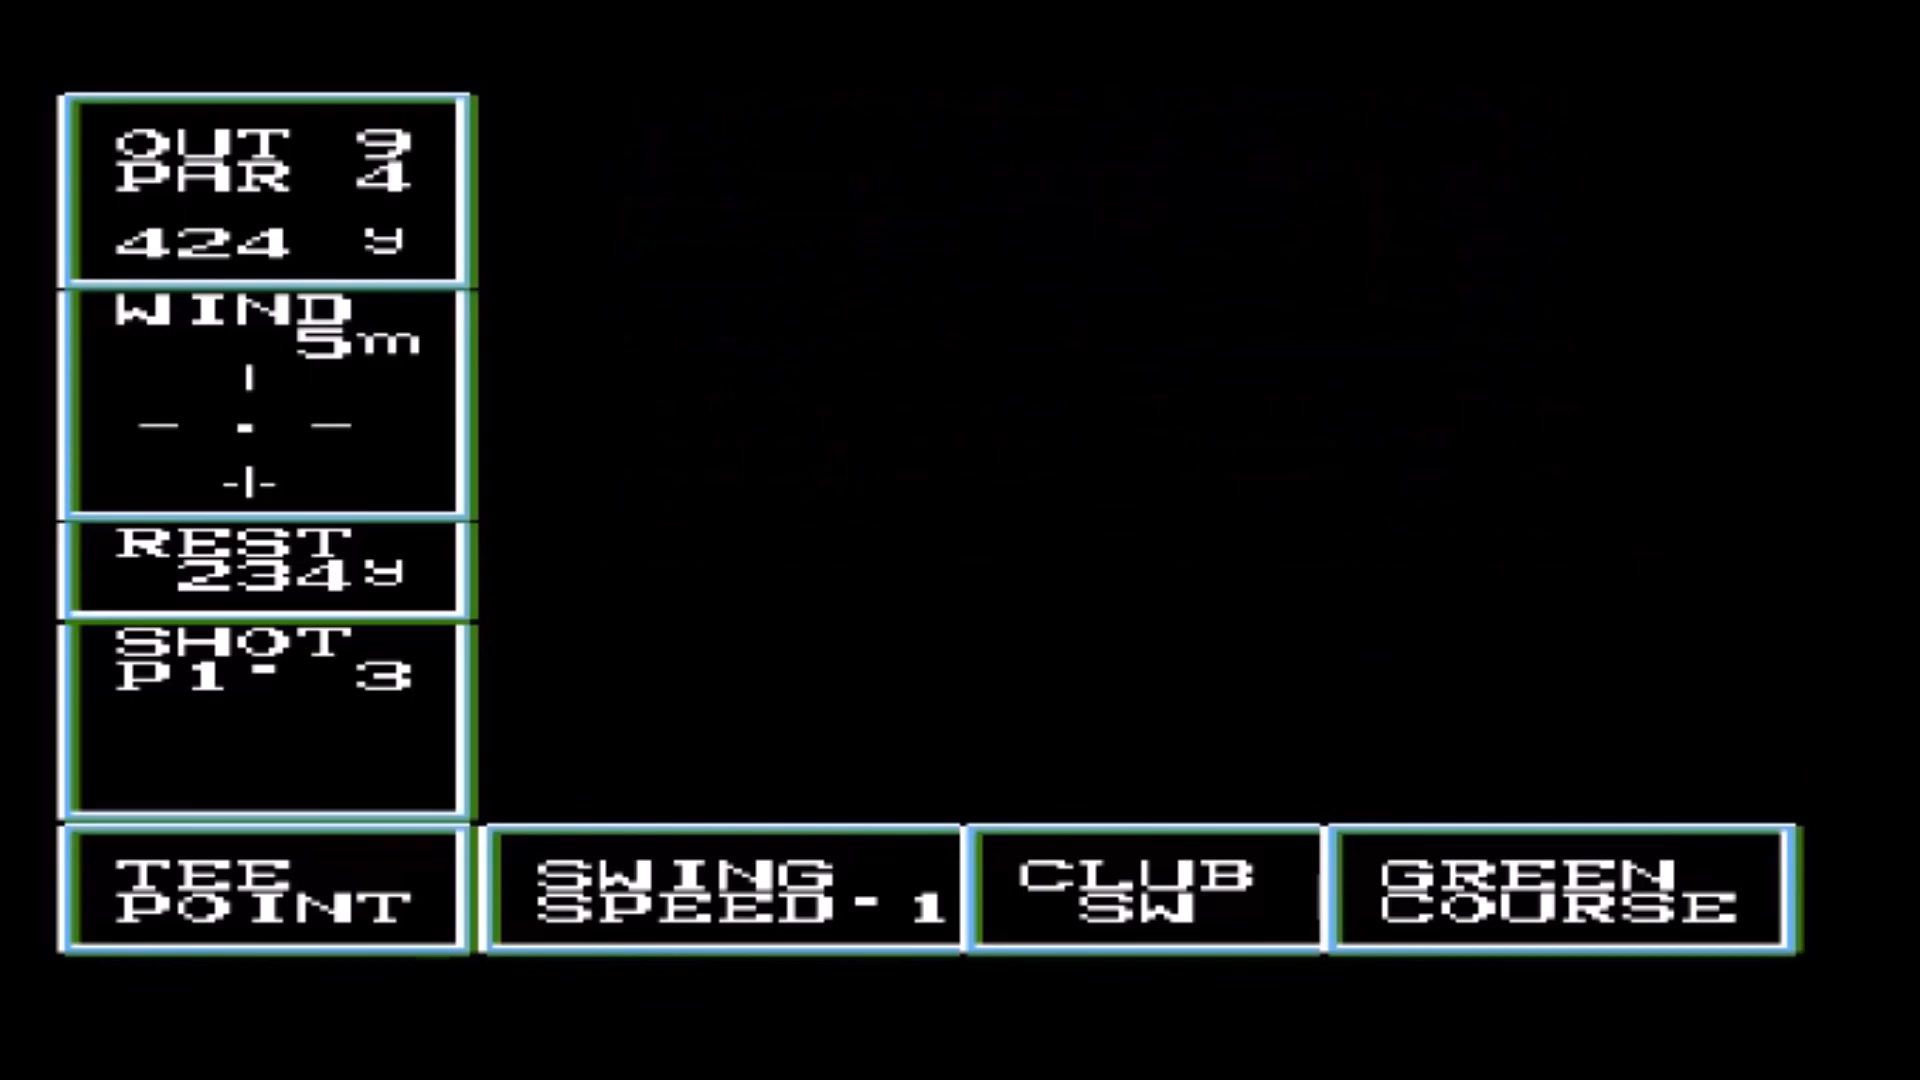 OUT 9
PAR 4
424 y
WIND
5m
REST
234y
SHOT
P1- 3
TEE
POINT
SWING
SPEED-1
CLUB
SW
GREEN
COURSE